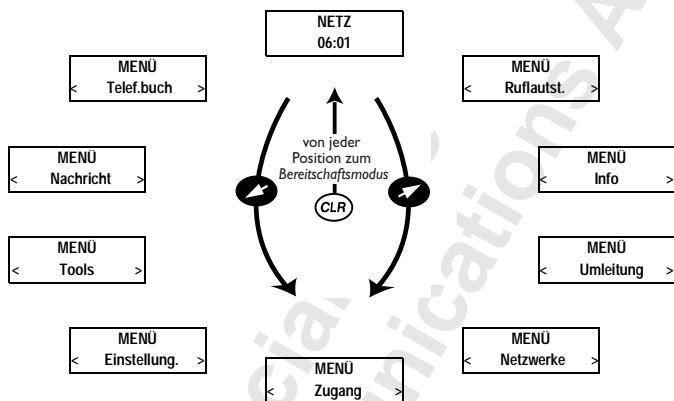 NETZ
06:01
MENÜ
< Telef.buch >
MENÜ
< Ruflautst. >
von jeder
Position zum
Bereitschaftsmodus
CLR
MENÜ
< Nachricht >
MENÜ
< Info >
MENÜ
< Tools >
MENÜ
< Umleitung >
MENÜ
< Einstellung. >
MENÜ
< Netzwerke >
MENÜ
< Zugang >